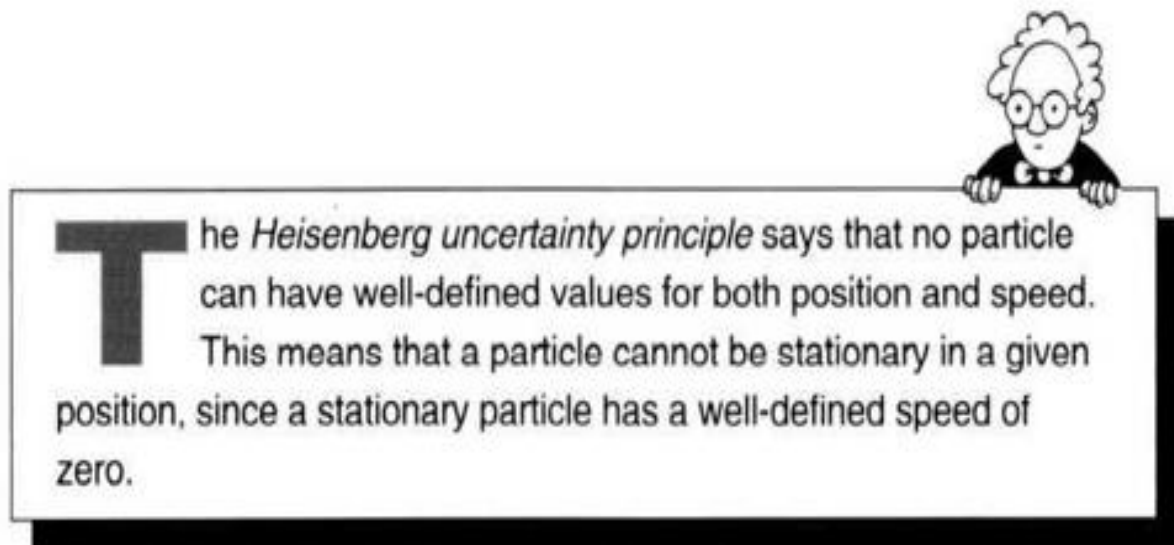 The Heisenberg uncertainty principle says that no particle
can have well-defined values for both position and speed.
This means that a particle cannot be stationary in a given
position, since a stationary particle has a well-defined speed of
zero.